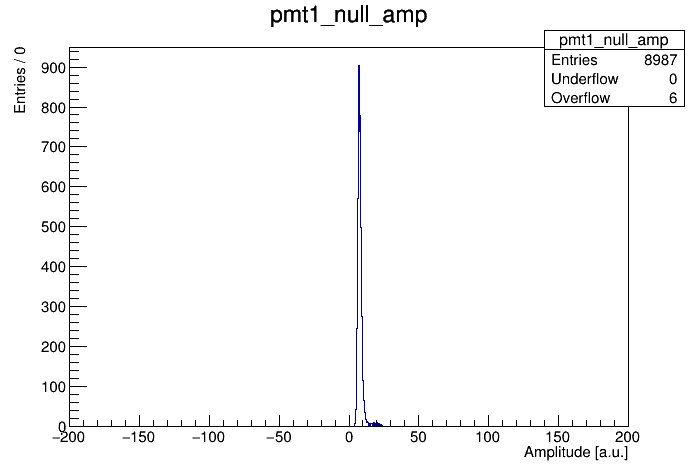 pmt1_null_amp
pmt1_null_amp
Entries 8987
Underflow 0
Overflow 6
Entries / 0
900
800
700
600
500
400
300
200
100
0
−200 −150 −100 −50 0 50 100 150 200
Amplitude [a.u.]